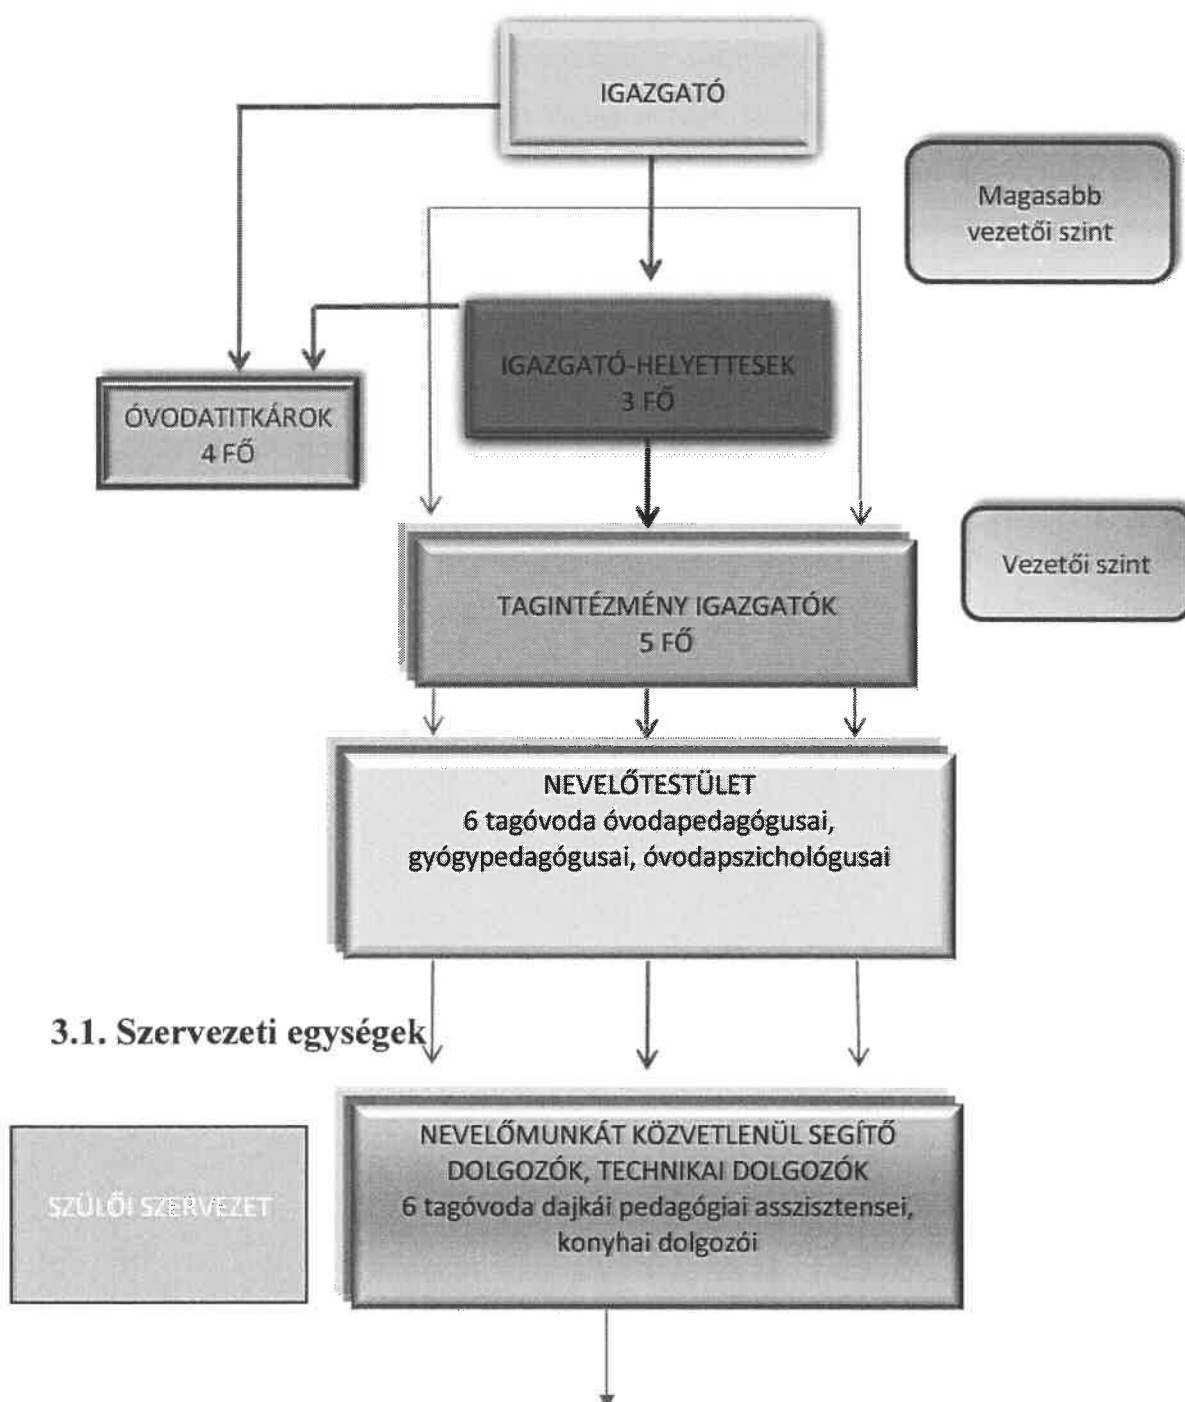 IGAZGATÓ
Magasabb
vezetői szint
IGAZGATÓ-HELYETTESEK
3 FŐ
ÓVODATITKÁROK
4 FŐ
Vezetői szint
TAGINTÉZMÉNY IGAZGATÓK
5 FŐ
NEVELŐTESTÜLET
6 tagóvoda óvodapedagógusai,
gyógypedagógusai, óvodapszichológusai
3.1. Szervezeti egységek
NEVELŐMUNKÁT KÖZVETLENÜL SEGÍTŐ
DOLGOZÓK, TECHNIKAI DOLGOZÓK
6 tagóvoda dajkái pedagógiai asszisztensei,
konyhai dolgozói
SZÜLŐI SZERVEZET